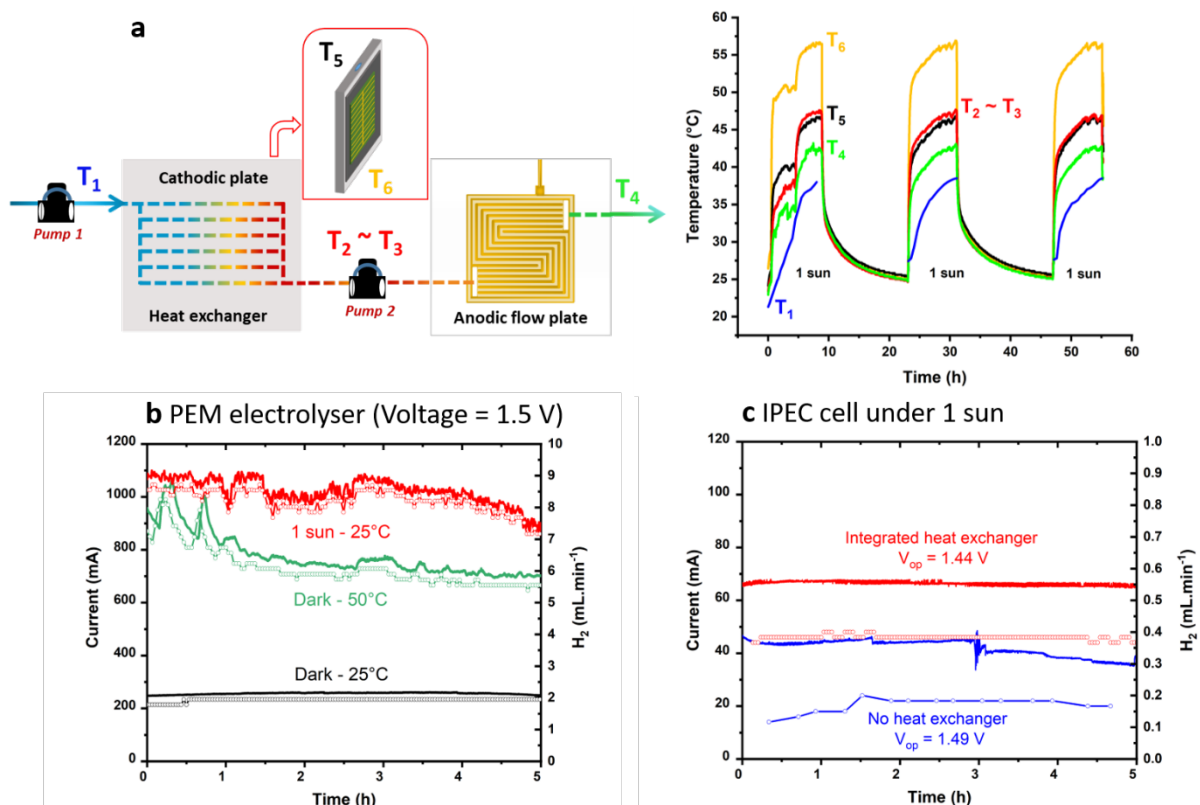 a
T5
T6
T1
Pump 1
Cathodic plate
Heat exchanger
T2 ~ T3
Pump 2
T4
Anodic flow plate
Temperature (°C)
60
55
50
45
40
35
30
25
20
T6
T5
T2 ~ T3
T4
T1
1 sun
1 sun
1 sun
0 10 20 30 40 50 60
Time (h)
b PEM electrolyser (Voltage = 1.5 V)
Current (mA)
1200
1000
800
600
400
200
0
1 sun - 25°C
Dark - 50°C
Dark - 25°C
10
9
8
7
6
5
4
3
2
1
0
H2 (mL.min-1)
0 1 2 3 4 5
Time (h)
c IPEC cell under 1 sun
Current (mA)
120
100
80
60
40
20
0
Integrated heat exchanger
Vop = 1.44 V
No heat exchanger
Vop = 1.49 V
1.0
0.9
0.8
0.7
0.6
0.5
0.4
0.3
0.2
0.1
0.0
H2 (mL.min-1)
0 1 2 3 4 5
Time (h)